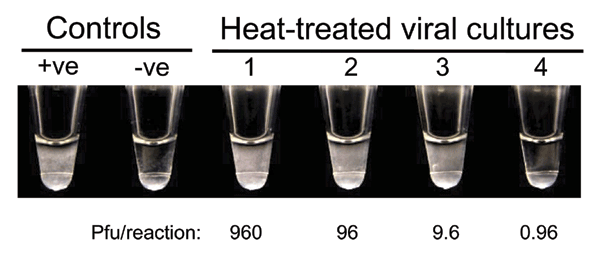 Controls Heat-treated viral cultures
+ve -ve 1 2 3 4
Pfu/reaction: 960 96 9.6 0.96